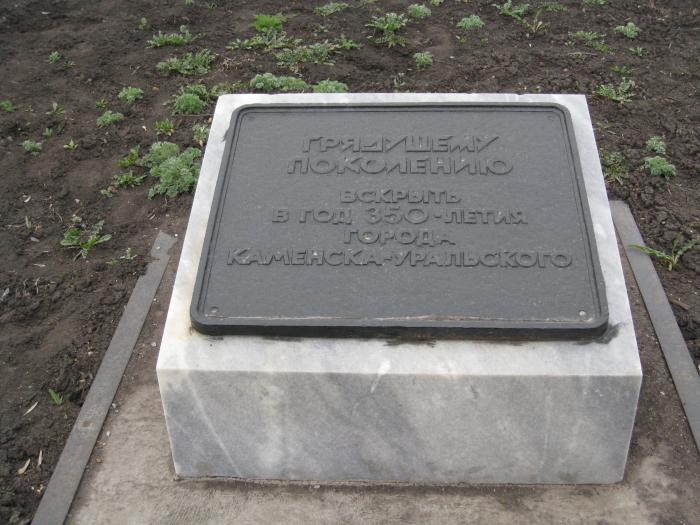 ГРЯДУЩЕМУ
ПОКОЛЕНИЮ
ВСКРЫТЬ
В ГОД 350-ЛЕТИЯ
ГОРОДА
КАМЕНСКА-УРАЛЬСКОГО